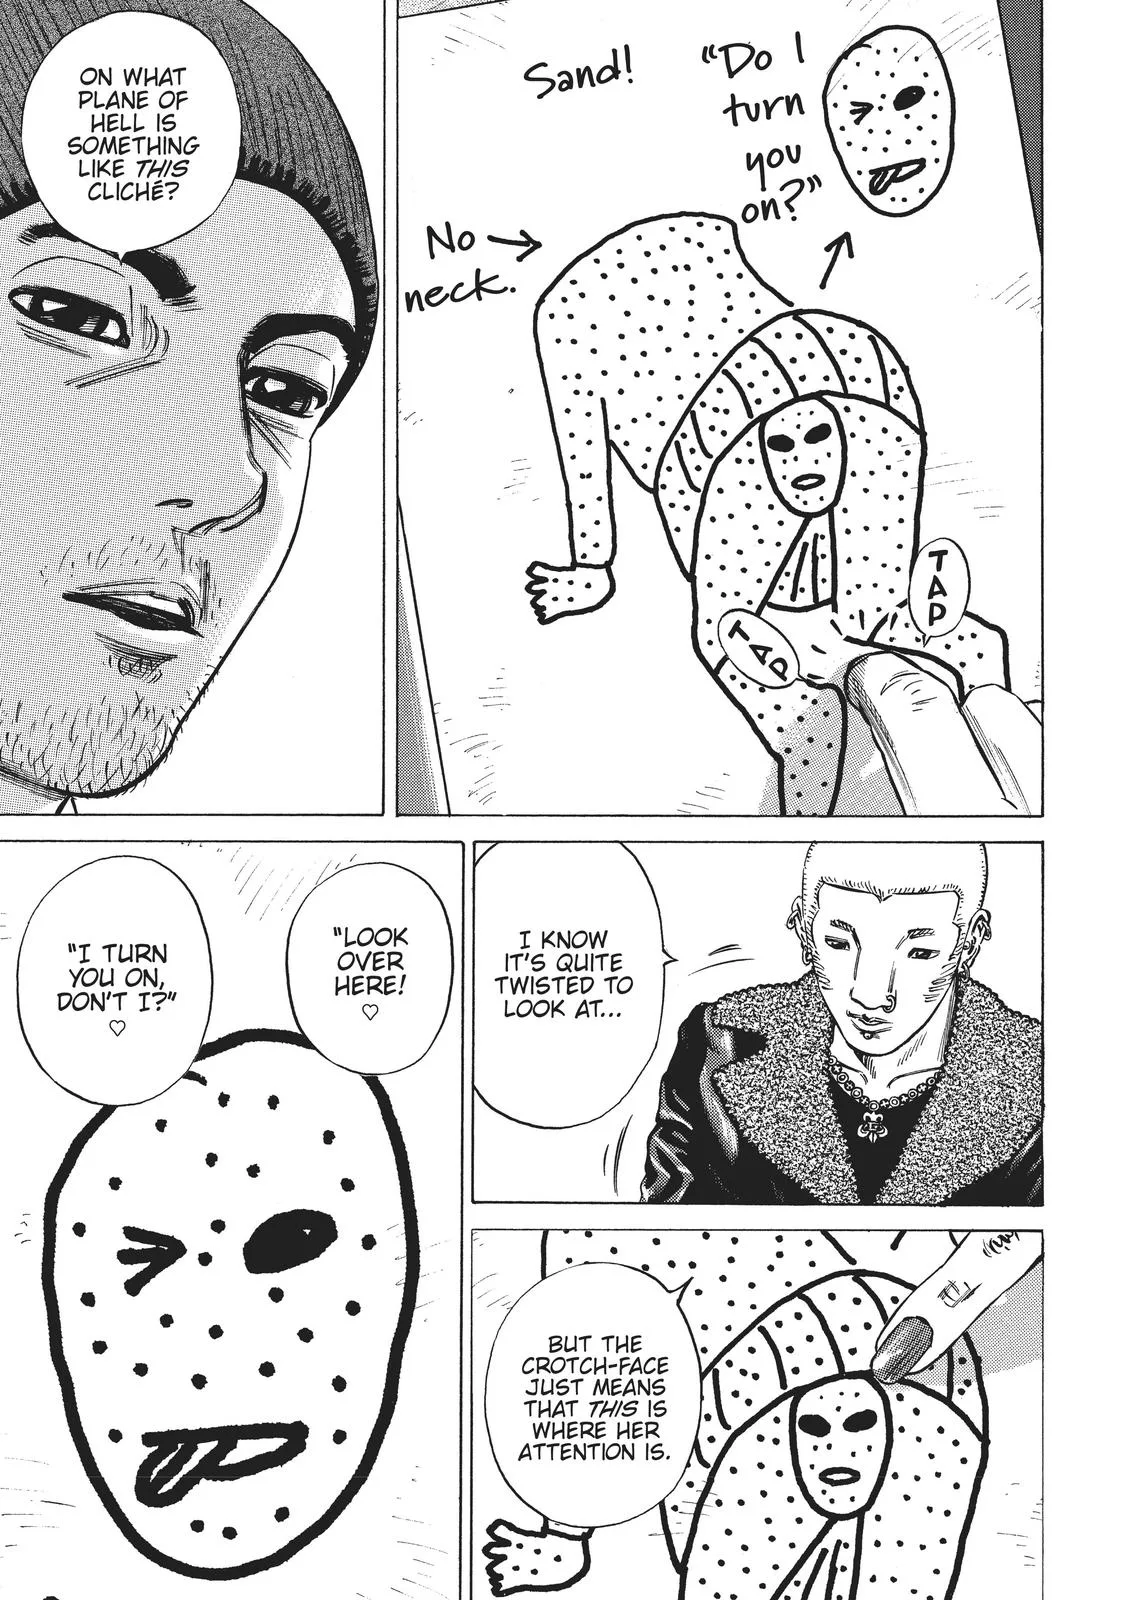 Sand!
"Do I
turn
you
on?"
No
neck.
TAP
TAP
ON WHAT
PLANE OF
HELL IS
SOMETHING
LIKE THIS
CLICHÉ?
I KNOW
IT'S QUITE
TWISTED TO
LOOK AT...
BUT THE
CROTCH-FACE
JUST MEANS
THAT THIS IS
WHERE HER
ATTENTION IS.
"LOOK
OVER
HERE!
♡
"I TURN
YOU ON,
DON'T I?"
♡